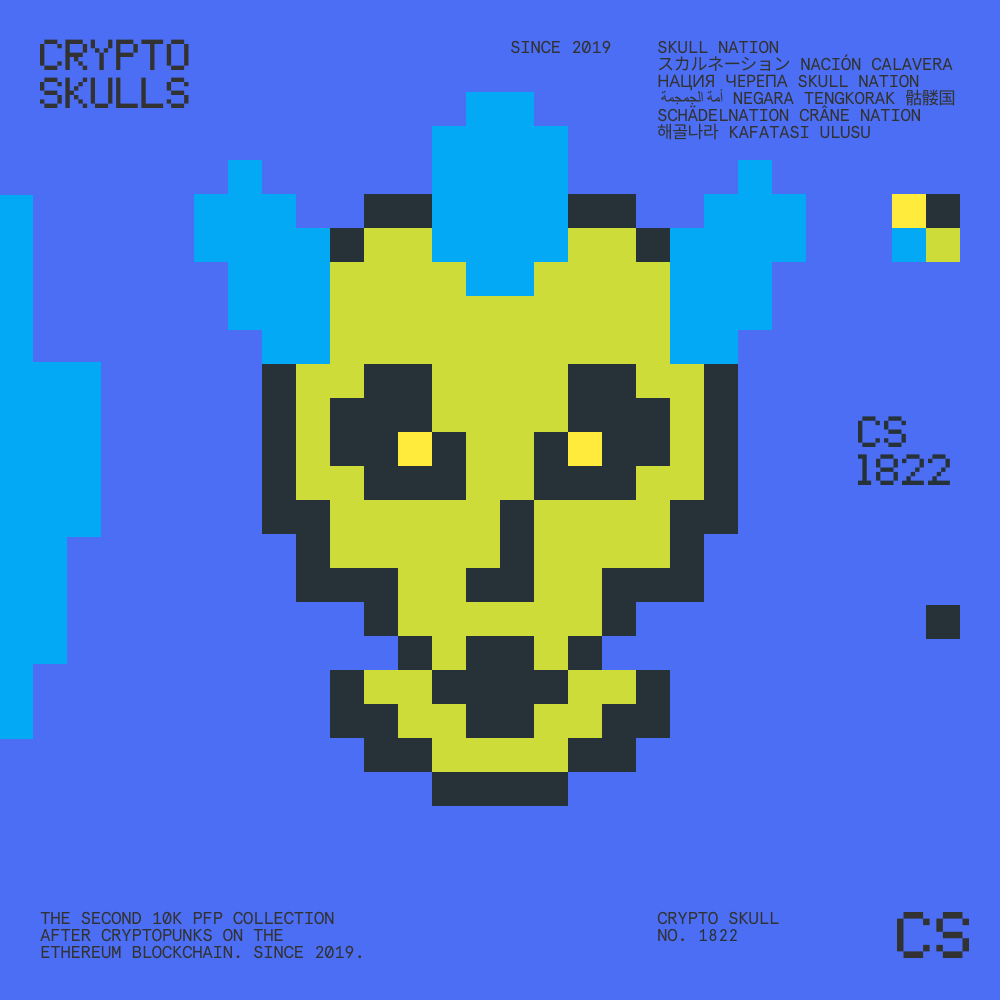 CRYPTO
SKULLS
SINCE 2019
SKULL NATION
スカルネーション NACIÓN CALAVERA
НАЦИЯ ЧЕРЕПА SKULL NATION
أمة الجمجمة NEGARA TENGKORAK 骷髅国
SCHÄDELNATION CRÂNE NATION
해골나라 KAFATASI ULUSU
CS
1822
THE SECOND 10K PFP COLLECTION
AFTER CRYPTOPUNKS ON THE
ETHEREUM BLOCKCHAIN. SINCE 2019.
CRYPTO SKULL
NO. 1822
CS